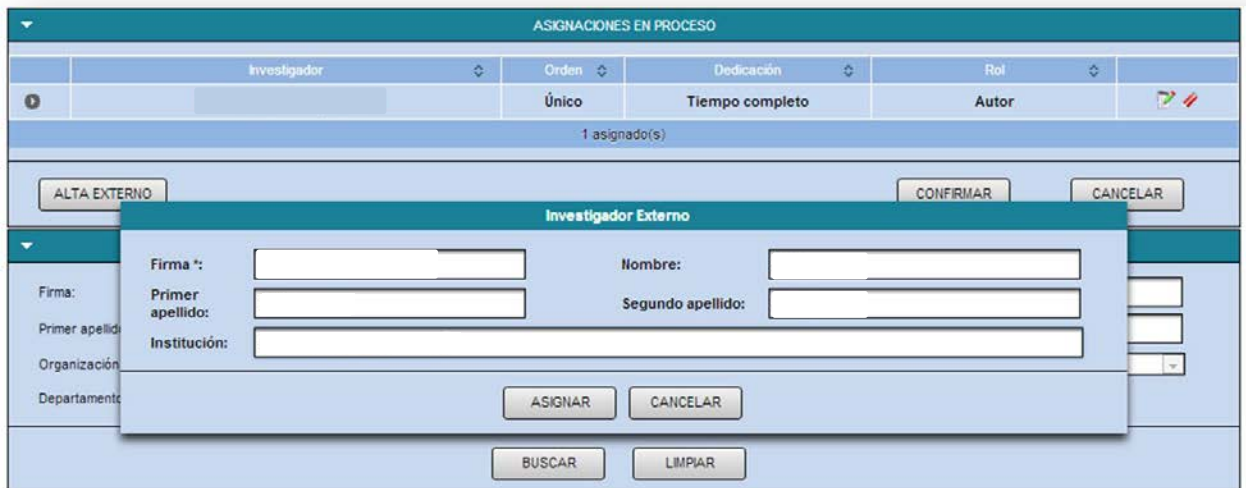 ASIGNACIONES EN PROCESO
Investigador Orden Dedicación Rol
Único Tiempo completo Autor
1 asignado(s)
ALTA EXTERNO CONFIRMAR CANCELAR
Investigador Externo
Firma *: Nombre:
Primer apellido: Segundo apellido:
Institución:
ASIGNAR CANCELAR
Firma:
Primer apellid
Organización
Departamento
BUSCAR LIMPIAR